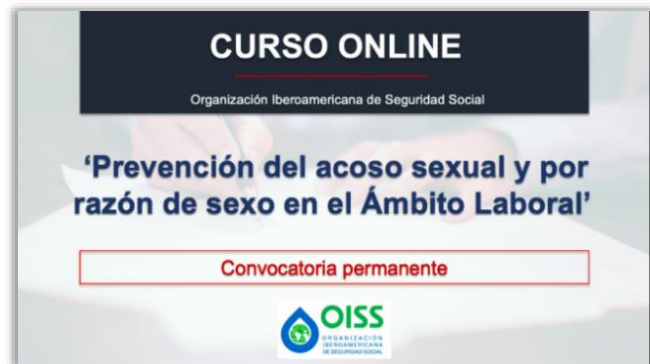 CURSO ONLINE
Organización Iberoamericana de Seguridad Social
‘Prevención del acoso sexual y por
razón de sexo en el Ámbito Laboral’
Convocatoria permanente
OISS
ORGANIZACIÓN
IBEROAMERICANA
DE SEGURIDAD SOCIAL